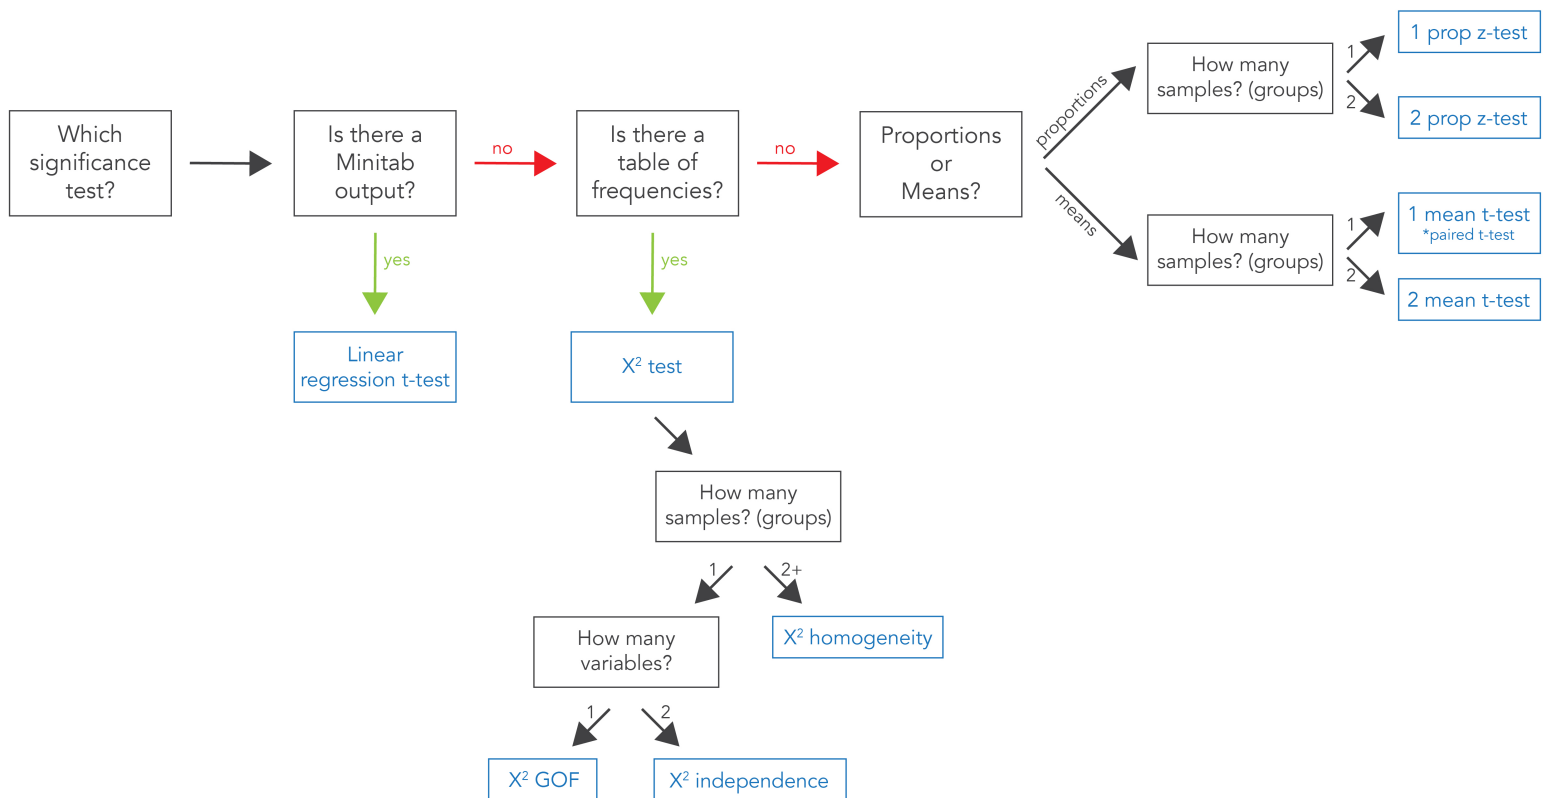 Which
significance
test?
Is there a
Minitab
output?
no
yes
Linear
regression t-test
Is there a
table of
frequencies?
no
yes
X² test
How many
samples? (groups)
1
2+
How many
variables?
X² homogeneity
1
2
X² GOF
X² independence
Proportions
or
Means?
proportions
means
How many
samples? (groups)
1
2
1 prop z-test
2 prop z-test
How many
samples? (groups)
1
2
1 mean t-test
*paired t-test
2 mean t-test